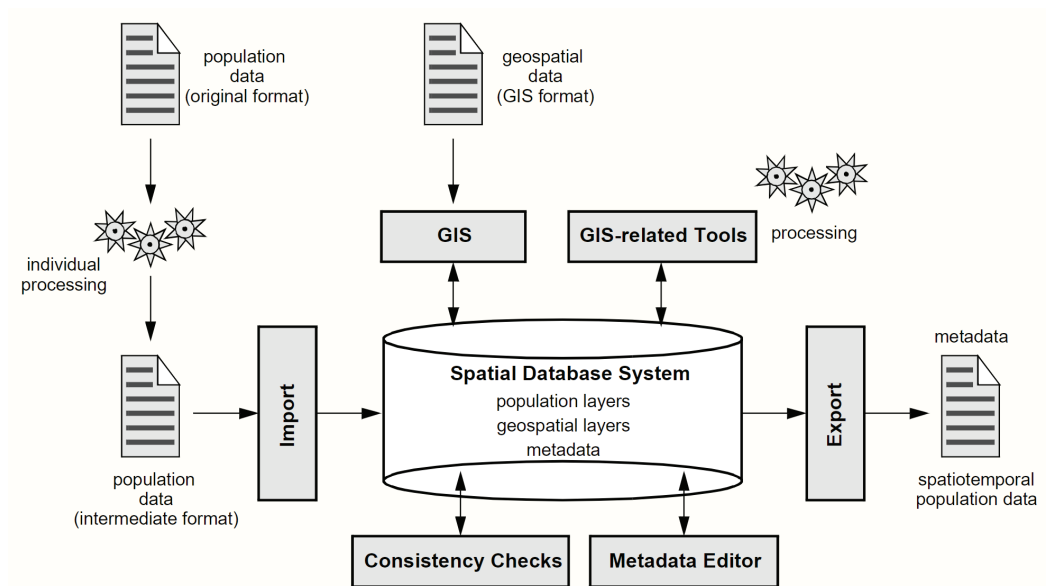 population
data
(original format)
geospatial
data
(GIS format)
GIS
GIS-related Tools
processing
individual
processing
Import
Spatial Database System
population layers
geospatial layers
metadata
Export
metadata
population
data
(intermediate format)
spatiotemporal
population data
Consistency Checks
Metadata Editor